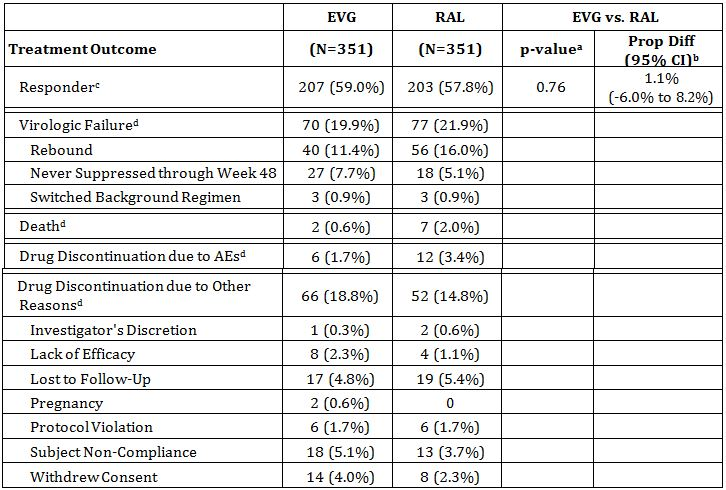 EVG RAL EVG vs. RAL
Treatment Outcome (N=351) (N=351) p-valueᵃ Prop Diff
(95% CI)ᵇ
Responderᶜ 207 (59.0%) 203 (57.8%) 0.76 1.1%
(-6.0% to 8.2%)
Virologic Failureᵈ 70 (19.9%) 77 (21.9%)
Rebound 40 (11.4%) 56 (16.0%)
Never Suppressed through Week 48 27 (7.7%) 18 (5.1%)
Switched Background Regimen 3 (0.9%) 3 (0.9%)
Deathᵈ 2 (0.6%) 7 (2.0%)
Drug Discontinuation due to AEsᵈ 6 (1.7%) 12 (3.4%)
Drug Discontinuation due to Other
Reasonsᵈ 66 (18.8%) 52 (14.8%)
Investigator's Discretion 1 (0.3%) 2 (0.6%)
Lack of Efficacy 8 (2.3%) 4 (1.1%)
Lost to Follow-Up 17 (4.8%) 19 (5.4%)
Pregnancy 2 (0.6%) 0
Protocol Violation 6 (1.7%) 6 (1.7%)
Subject Non-Compliance 18 (5.1%) 13 (3.7%)
Withdrew Consent 14 (4.0%) 8 (2.3%)